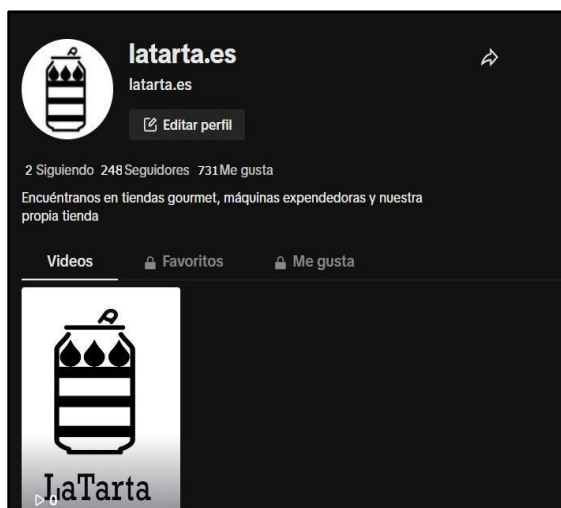 latarta.es
latarta.es
Editar perfil
2 Siguiendo 248 Seguidores 731 Me gusta
Encuéntranos en tiendas gourmet, máquinas expendedoras y nuestra
propia tienda
Videos Favoritos Me gusta
LaTarta
0